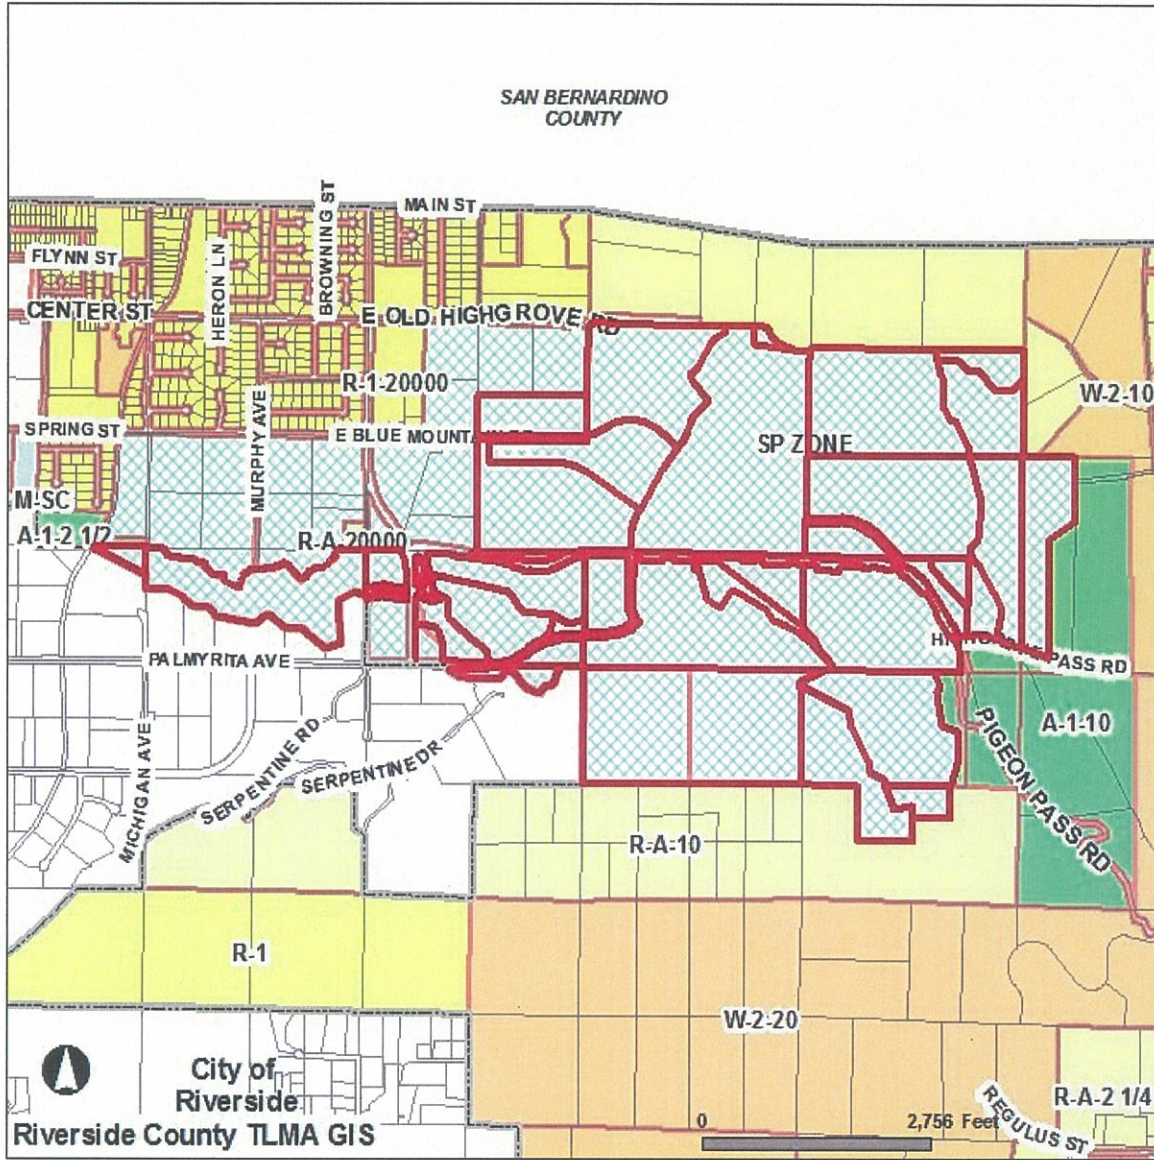 SAN BERNARDINO
COUNTY
MAIN ST
BROWNING ST
HERON LN
FLYNN ST
CENTER ST
E OLD HIGHGROVE RD
R-1-20000
W-2-10
SPRING ST
E BLUE MOUNTAIN
SP ZONE
MURPHY AVE
M-SC
A-1-2 1/2
R-A-20000
PALMYRITA AVE
PASS RD
A-1-10
PIGEON PASS RD
MICHIGAN AVE
SERPENTINE RD
SERPENTINE DR
R-A-10
R-1
W-2-20
City of
Riverside
Riverside County TLMA GIS
0 2,756 Feet
R-A-2 1/4
REGULUS ST